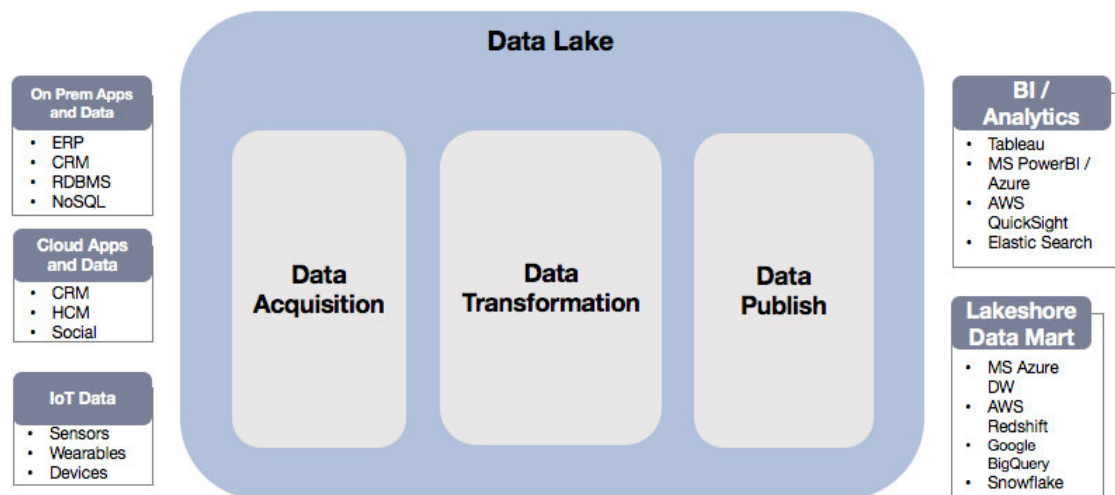 Data Lake
On Prem Apps
and Data
• ERP
• CRM
• RDBMS
• NoSQL
Cloud Apps
and Data
• CRM
• HCM
• Social
IoT Data
• Sensors
• Wearables
• Devices
Data
Acquisition
Data
Transformation
Data
Publish
BI /
Analytics
• Tableau
• MS PowerBI /
Azure
• AWS
QuickSight
• Elastic Search
Lakeshore
Data Mart
• MS Azure
DW
• AWS
Redshift
• Google
BigQuery
• Snowflake